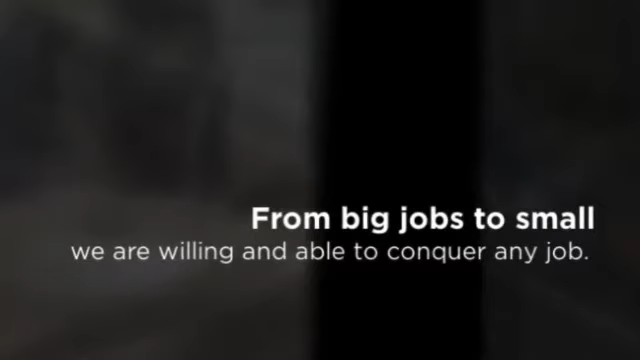 From big jobs to small
we are willing and able to conquer any job.